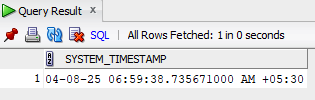 Query Result
SQL | All Rows Fetched: 1 in 0 seconds
SYSTEM_TIMESTAMP
1 04-08-25 06:59:38.735671000 AM +05:30